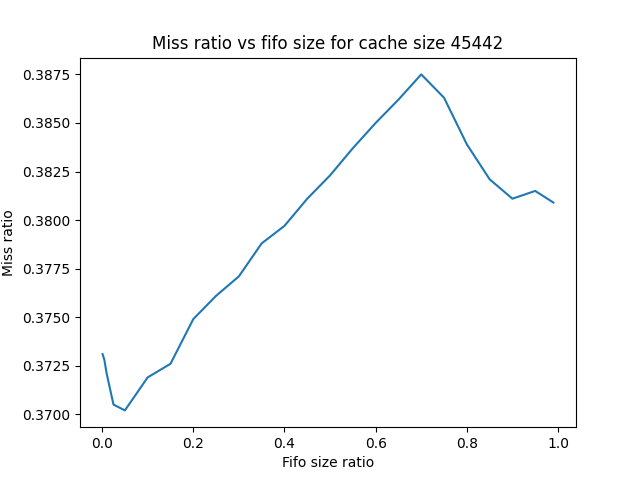 Miss ratio vs fifo size for cache size 45442
0.3875
0.3850
0.3825
0.3800
0.3775
0.3750
0.3725
0.3700
Miss ratio
0.0 0.2 0.4 0.6 0.8 1.0
Fifo size ratio